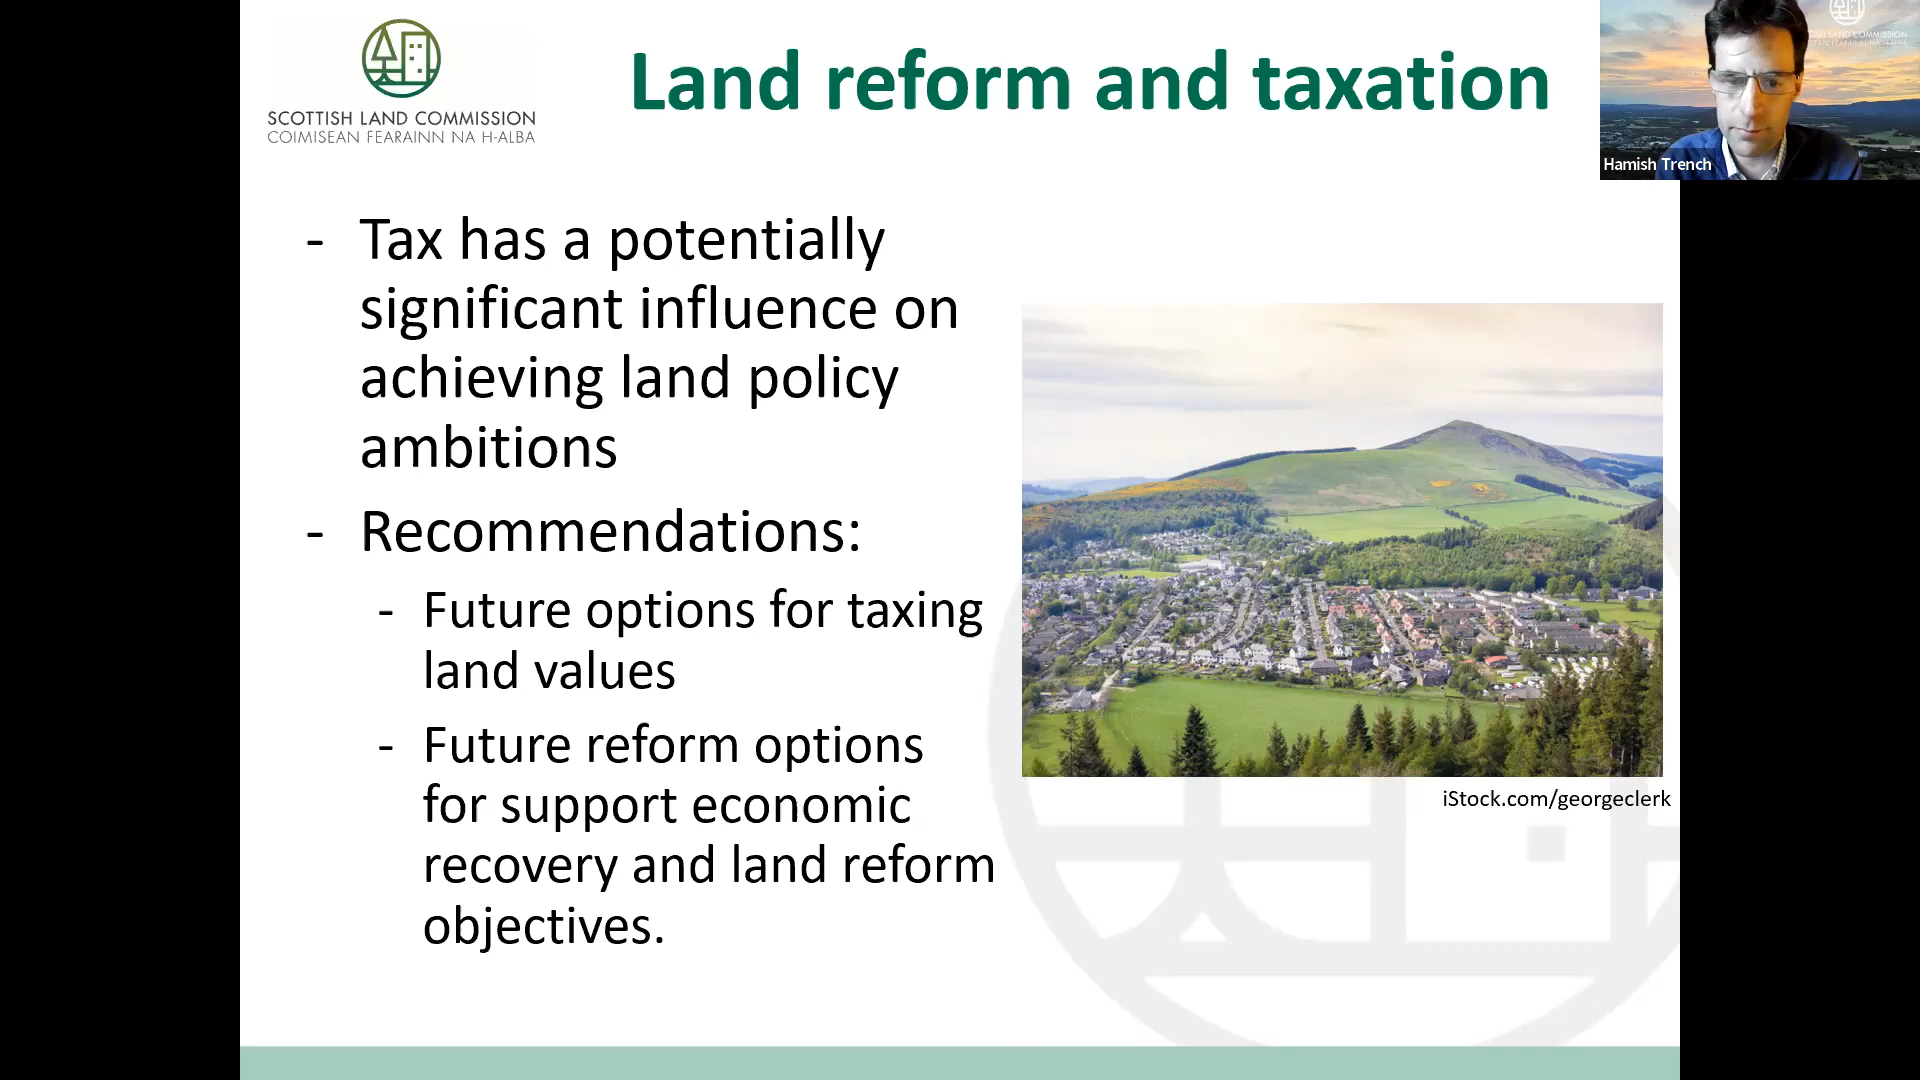 SCOTTISH LAND COMMISSION
COIMISEAN FEARAINN NA H-ALBA
Land reform and taxation
Hamish Trench
- Tax has a potentially
significant influence on
achieving land policy
ambitions
- Recommendations:
- Future options for taxing
land values
- Future reform options
for support economic
recovery and land reform
objectives.
iStock.com/georgeclerk